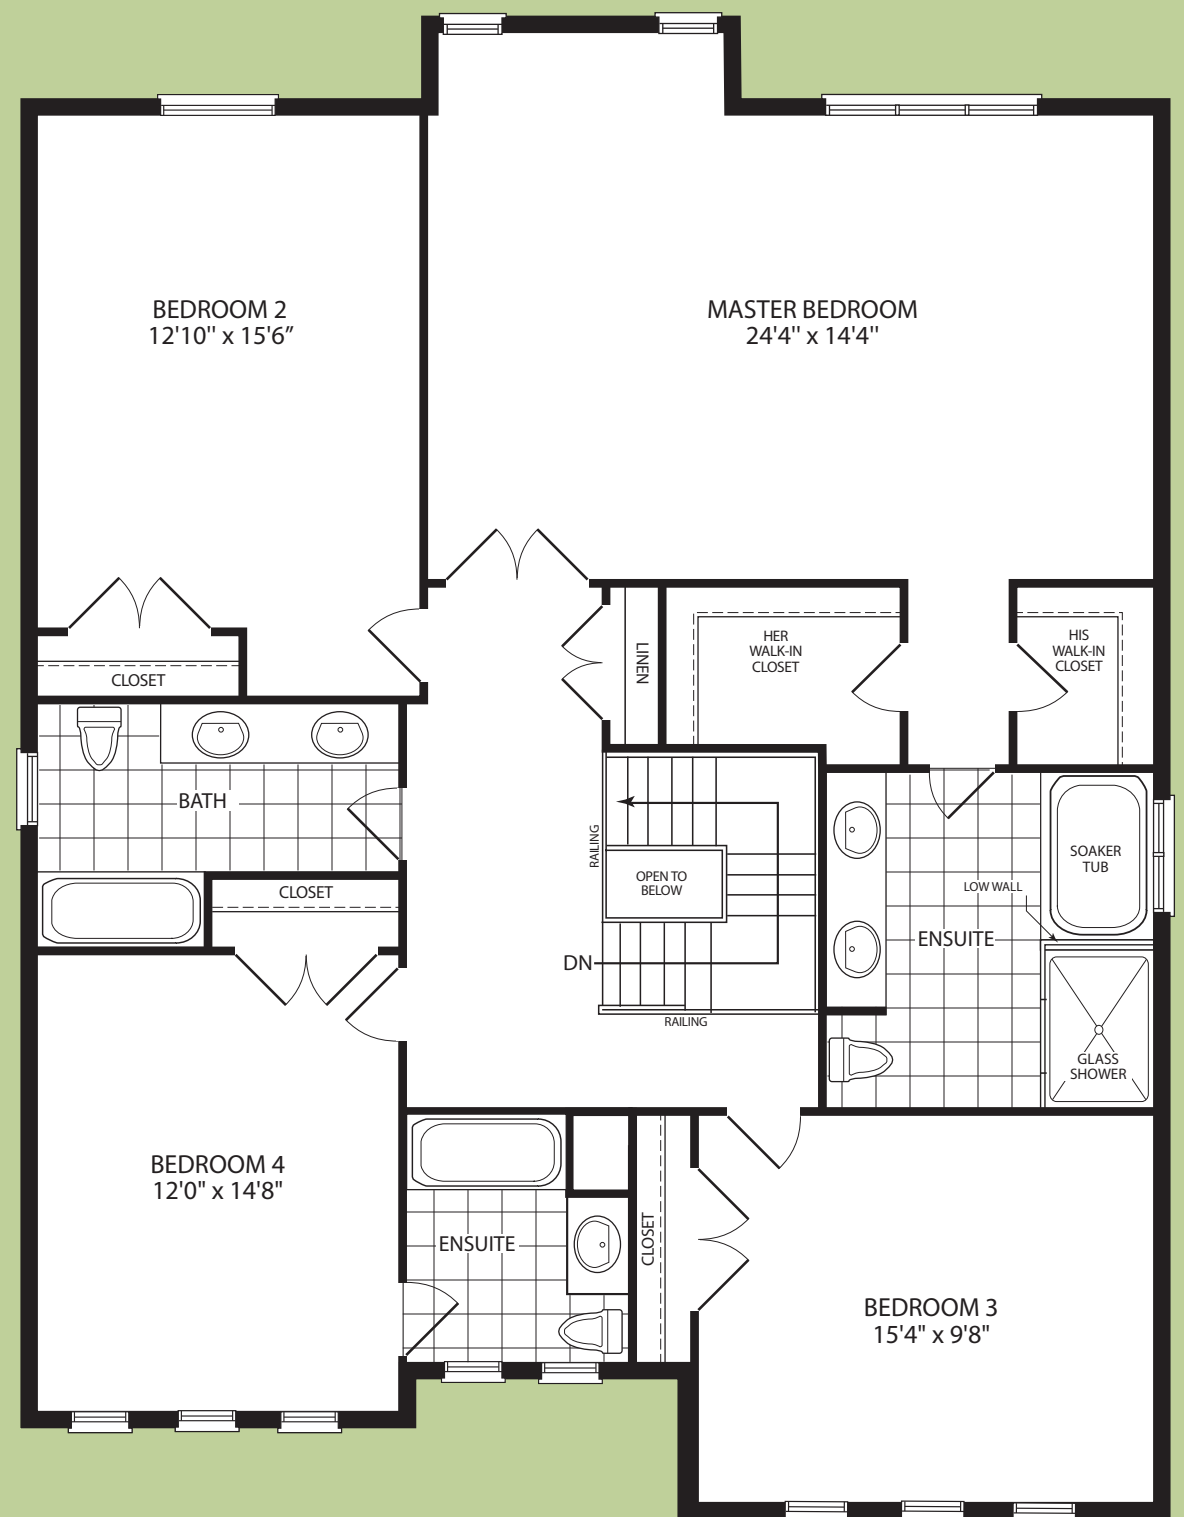 BEDROOM 2
12'10'' x 15'6”
MASTER BEDROOM
24'4'' x 14'4''
CLOSET
LINEN
HER
WALK-IN
CLOSET
HIS
WALK-IN
CLOSET
BATH
CLOSET
RAILING
OPEN TO
BELOW
DN
RAILING
SOAKER
TUB
LOW WALL
ENSUITE
GLASS
SHOWER
BEDROOM 4
12'0" x 14'8"
ENSUITE
CLOSET
BEDROOM 3
15'4" x 9'8"